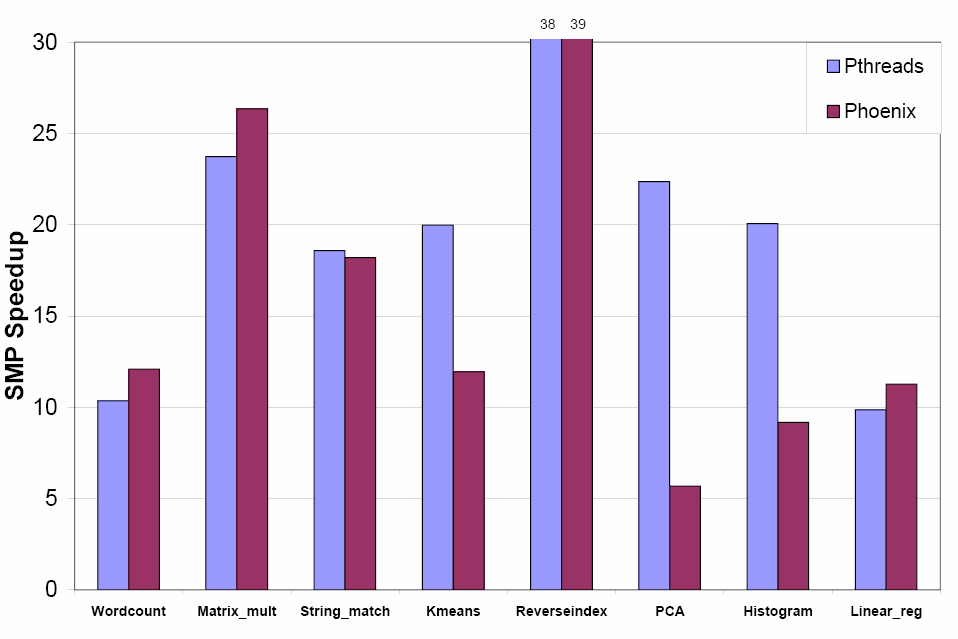 38 39
30
Pthreads
Phoenix
25
20
15
10
5
0
SMP Speedup
Wordcount Matrix_mult String_match Kmeans Reverseindex PCA Histogram Linear_reg